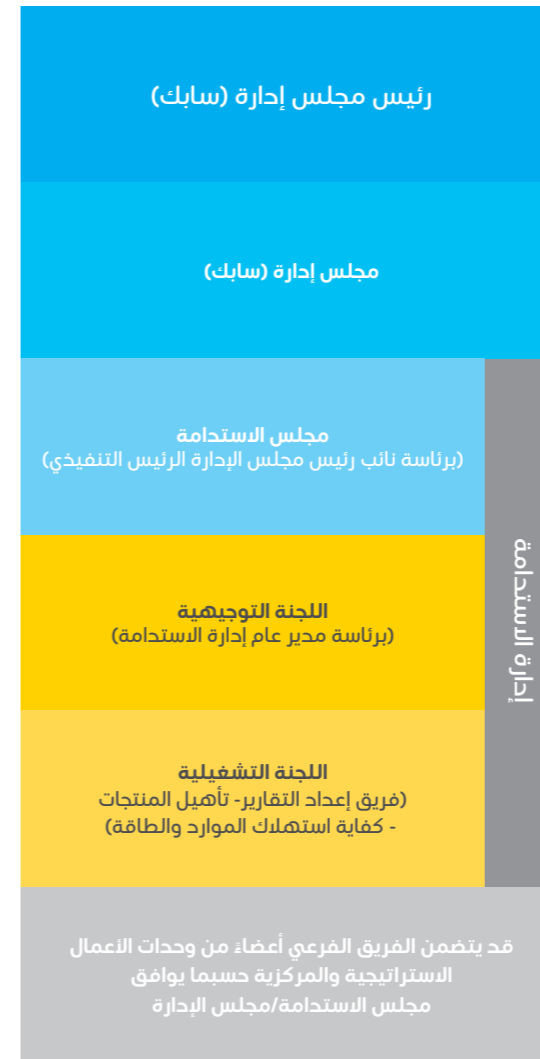 رئيس مجلس إدارة (سابك)
مجلس إدارة (سابك)
مجلس الاستدامة
(برئاسة نائب رئيس مجلس الإدارة الرئيس التنفيذي)
إدارة الاستدامة
اللجنة التوجيهية
(برئاسة مدير عام إدارة الاستدامة)
اللجنة التشغيلية
(فريق إعداد التقارير- تأهيل المنتجات
- كفاية استهلاك الموارد والطاقة)
قد يتضمن الفريق الفرعي أعضاءً من وحدات الأعمال
الاستراتيجية والمركزية حسبما يوافق
مجلس الاستدامة/مجلس الإدارة